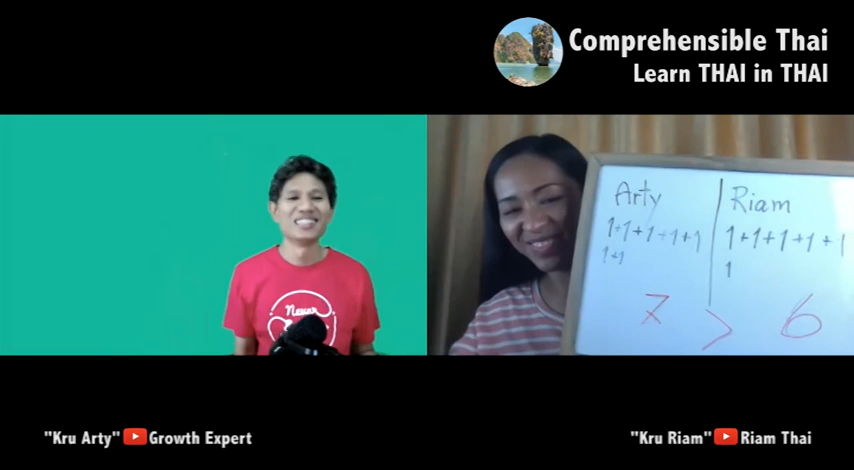 Comprehensible Thai
Learn THAI in THAI
Arty
1+1+1+1+1
1+1
7
>
Riam
1+1+1+1+1
1
6
Never
"Kru Arty" Growth Expert
"Kru Riam" Riam Thai